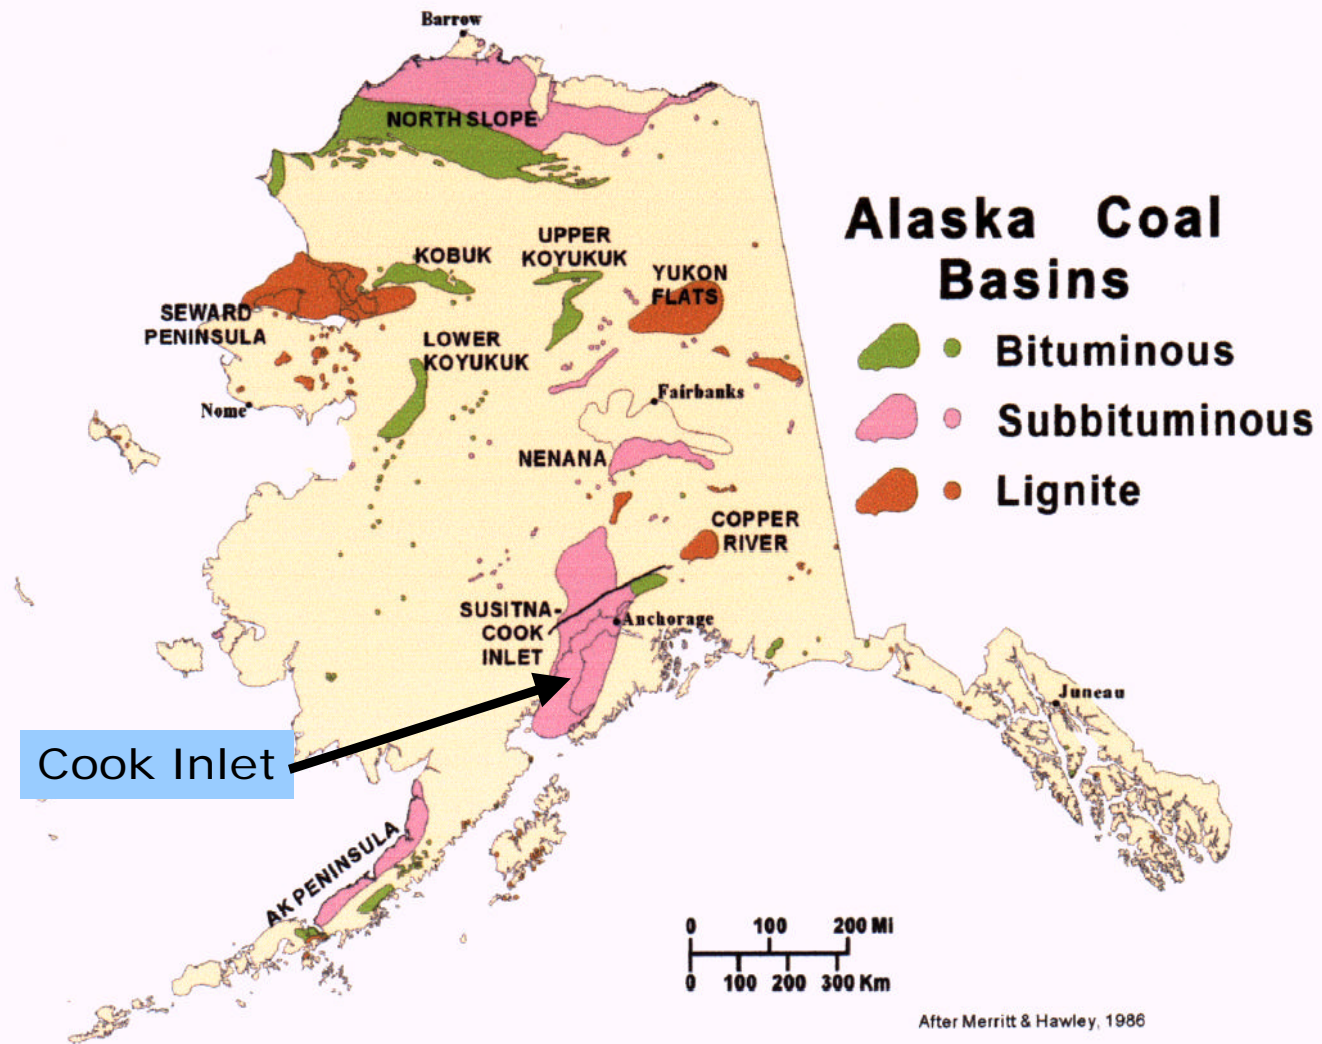 Barrow
NORTH SLOPE
Alaska Coal
Basins
UPPER
KOYUKUK
KOBUK
YUKON
FLATS
SEWARD
PENINSULA
LOWER
KOYUKUK
Bituminous
Fairbanks
Nome
Subbituminous
NENANA
Lignite
COPPER
RIVER
SUSITNA-
COOK
INLET
Anchorage
Juneau
Cook Inlet
AK PENINSULA
0 100 200 Mi
0 100 200 300 Km
After Merritt & Hawley, 1986